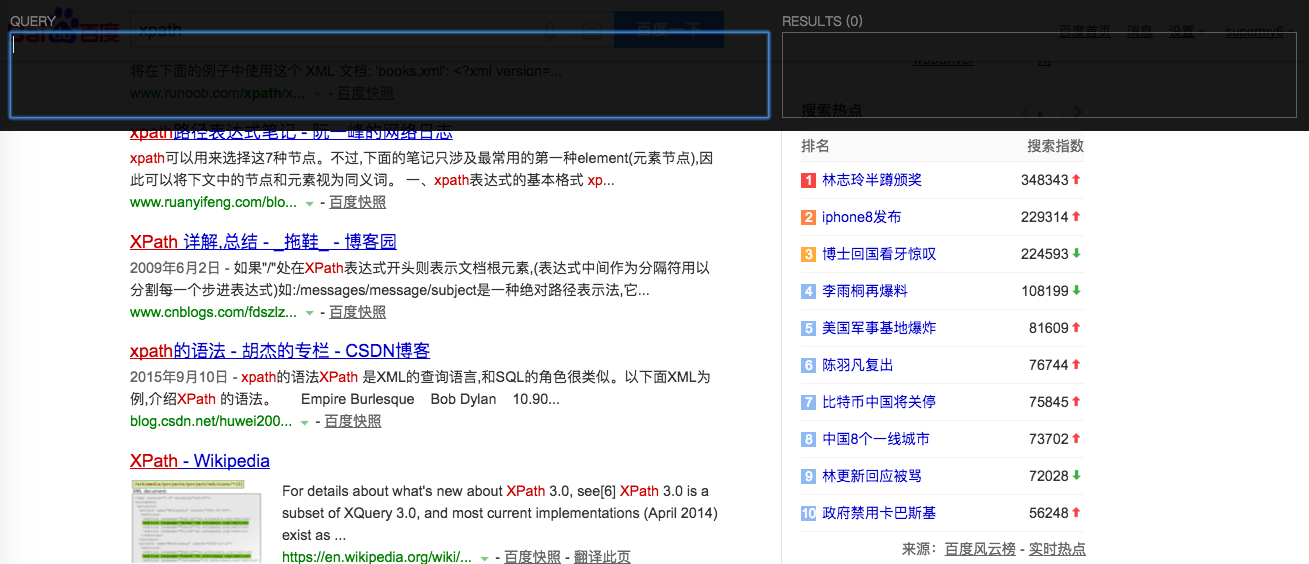 QUERY
RESULTS (0)
Bai 百度
xpath
百度一下
百度首页 消息 设置 supermy6
将在下面的例子中使用这个 XML 文档: 'books.xml': <?xml version=...
www.runoob.com/xpath/x... - 百度快照
xpath路径表达式笔记 - 阮一峰的网络日志
xpath可以用来选择这7种节点。不过,下面的笔记只涉及最常用的第一种element(元素节点),因
此可以将下文中的节点和元素视为同义词。 一、xpath表达式的基本格式 xp...
www.ruanyifeng.com/blo... - 百度快照
XPath 详解,总结 - _拖鞋_ - 博客园
2009年6月2日 - 如果"/"处在XPath表达式开头则表示文档根元素,(表达式中间作为分隔符用以
分割每一个步进表达式)如:/messages/message/subject是一种绝对路径表示法,它...
www.cnblogs.com/fdszlz... - 百度快照
xpath的语法 - 胡杰的专栏 - CSDN博客
2015年9月10日 - xpath的语法XPath 是XML的查询语言,和SQL的角色很类似。以下面XML为
例,介绍XPath 的语法。 Empire Burlesque Bob Dylan 10.90...
blog.csdn.net/huwei200... - 百度快照
XPath - Wikipedia
For details about what's new about XPath 3.0, see[6] XPath 3.0 is a
subset of XQuery 3.0, and most current implementations (April 2014)
exist as ...
https://en.wikipedia.org/wiki/... - 百度快照 - 翻译此页
webdriver
搜索热点
排名 搜索指数
1 林志玲半蹲颁奖 348343
2 iphone8发布 229314
3 博士回国看牙惊叹 224593
4 李雨桐再爆料 108199
5 美国军事基地爆炸 81609
6 陈羽凡复出 76744
7 比特币中国将关停 75845
8 中国8个一线城市 73702
9 林更新回应被骂 72028
10 政府禁用卡巴斯基 56248
来源：百度风云榜 - 实时热点